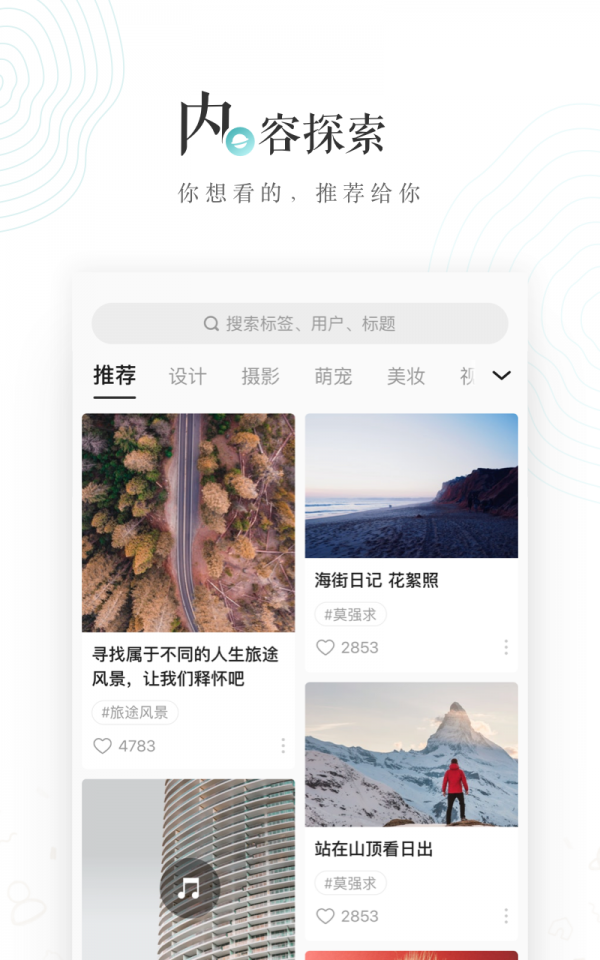 内容探索
你想看的，推荐给你
搜索标签、用户、标题
推荐 设计 摄影 萌宠 美妆
寻找属于不同的人生旅途
风景，让我们释怀吧
#旅途风景
4783
海街日记 花絮照
#莫强求
2853
站在山顶看日出
#莫强求
2853